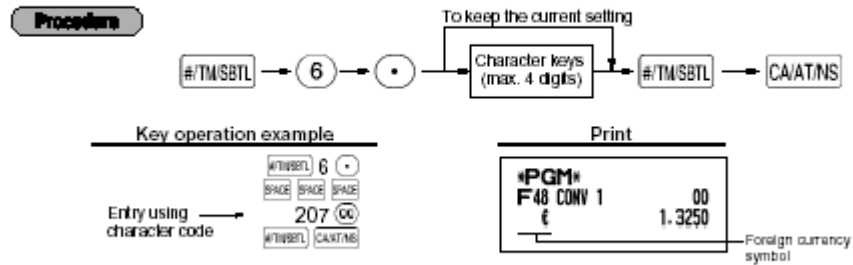 Procedure
To keep the current setting
#/TM/SBTL 6 • Character keys (max. 4 digits) #/TM/SBTL CA/AT/NS
Key operation example
#/TM/SBTL 6 •
SPACE SPACE SPACE
Entry using character code
207 00
#/TM/SBTL CA/AT/NS
Print
*PGM*
F48 CONV 1 00
€ 1.3250
Foreign currency symbol